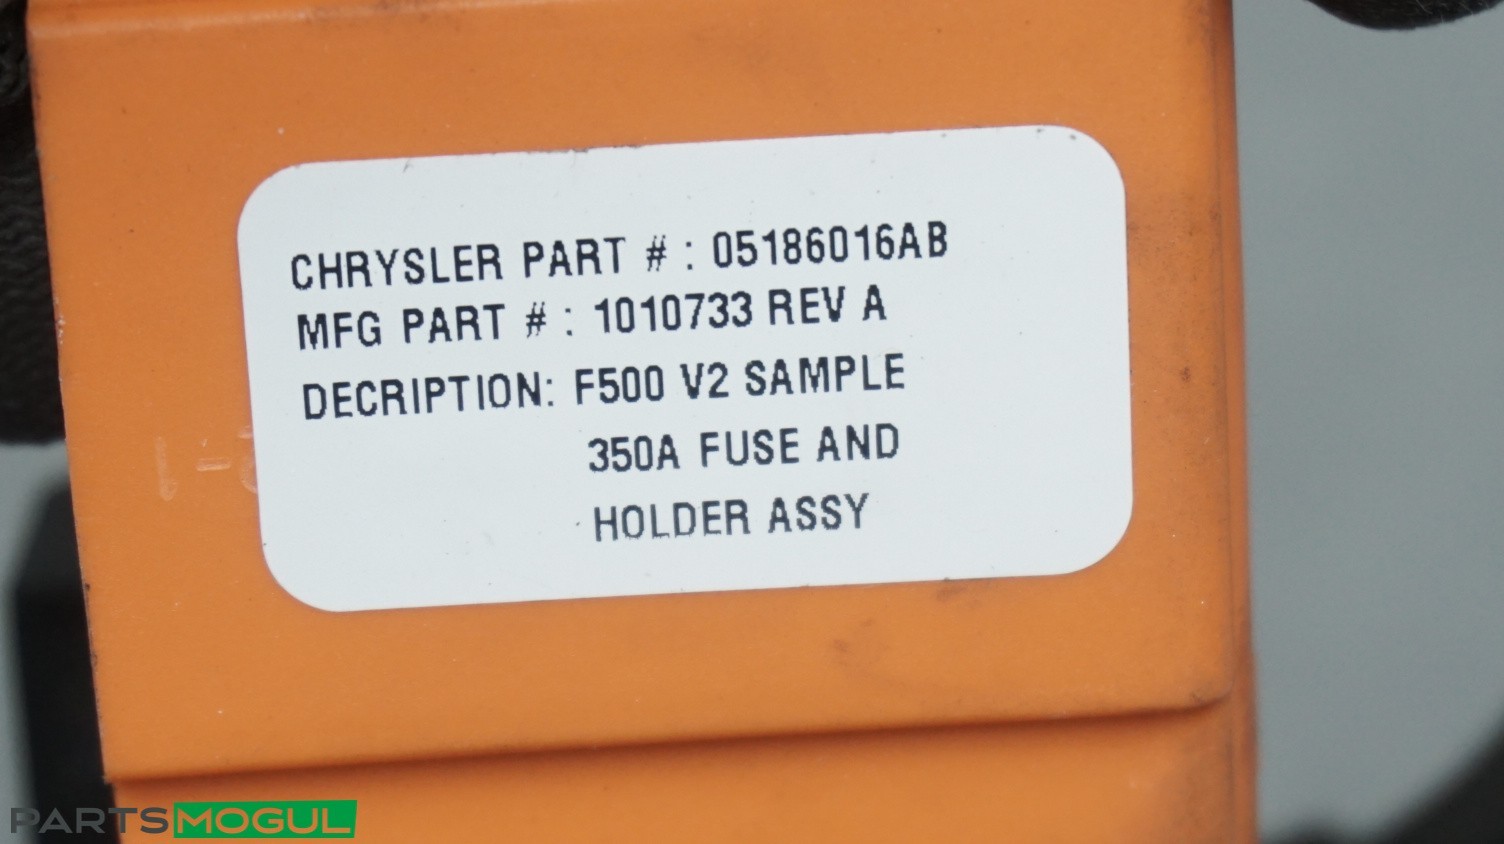 CHRYSLER PART # : 05186016AB
MFG PART # : 1010733 REV A
DECRIPTION: F500 V2 SAMPLE
350A FUSE AND
HOLDER ASSY
PARTSMOGUL